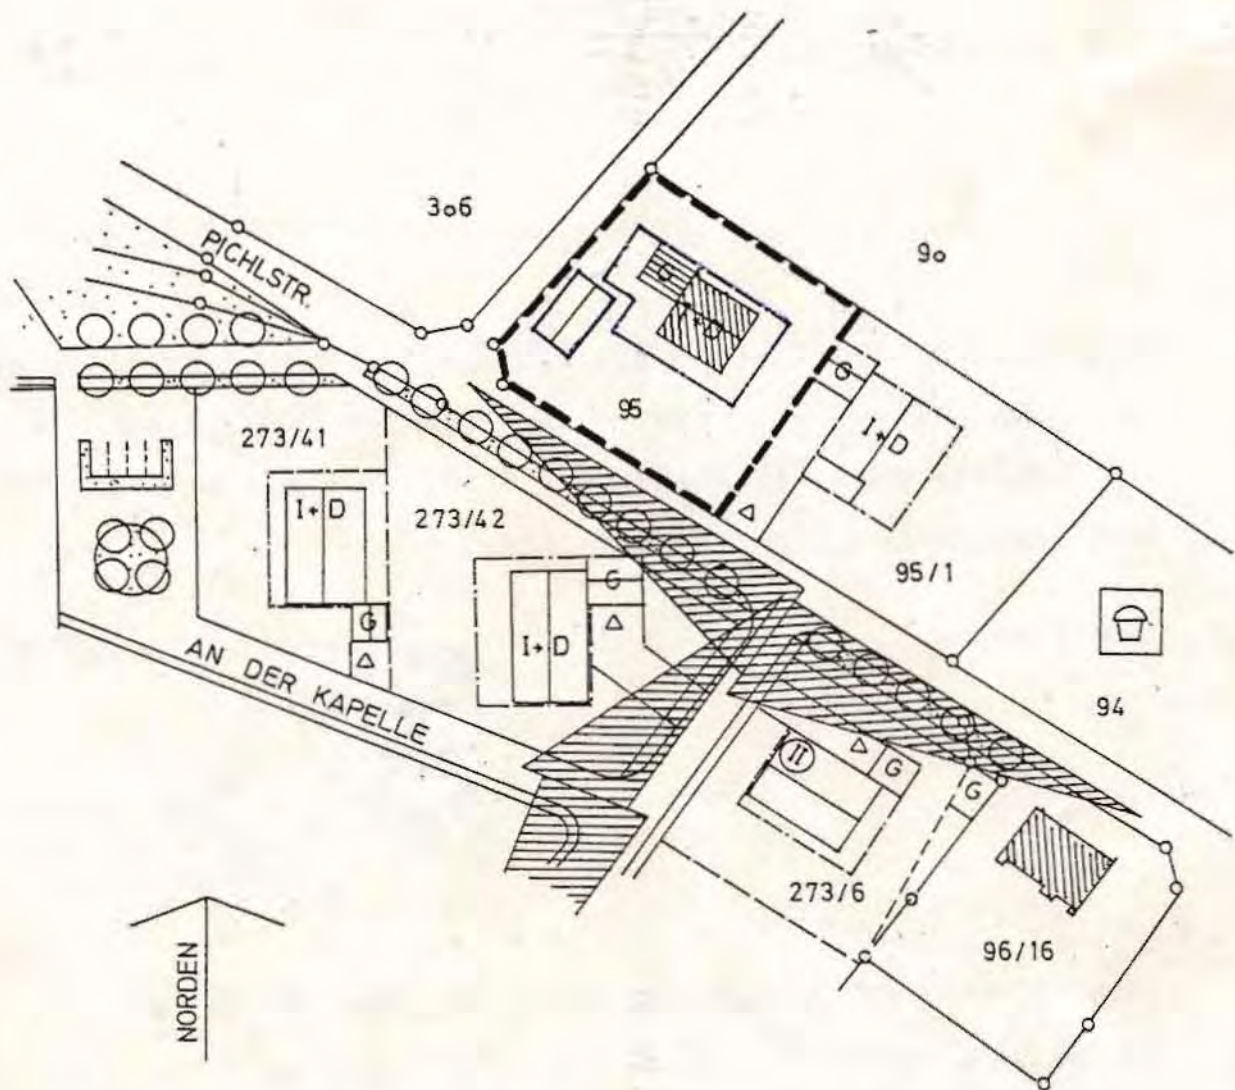 3o6
PICHLSTR.
9o
G
I+D
95
G
I+D
273/41
I+D
273/42
95/1
G
I+D
G
AN DER KAPELLE
94
II
G
G
273/6
96/16
NORDEN